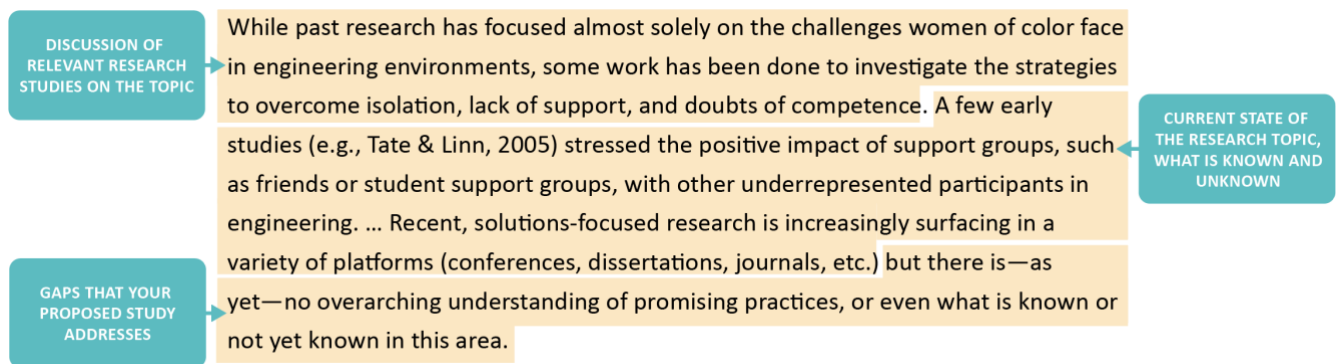 DISCUSSION OF
RELEVANT RESEARCH
STUDIES ON THE TOPIC
While past research has focused almost solely on the challenges women of color face
in engineering environments, some work has been done to investigate the strategies
to overcome isolation, lack of support, and doubts of competence. A few early
studies (e.g., Tate & Linn, 2005) stressed the positive impact of support groups, such
as friends or student support groups, with other underrepresented participants in
engineering. ... Recent, solutions-focused research is increasingly surfacing in a
variety of platforms (conferences, dissertations, journals, etc.) but there is—as
yet—no overarching understanding of promising practices, or even what is known or
not yet known in this area.
CURRENT STATE OF
THE RESEARCH TOPIC,
WHAT IS KNOWN AND
UNKNOWN
GAPS THAT YOUR
PROPOSED STUDY
ADDRESSES